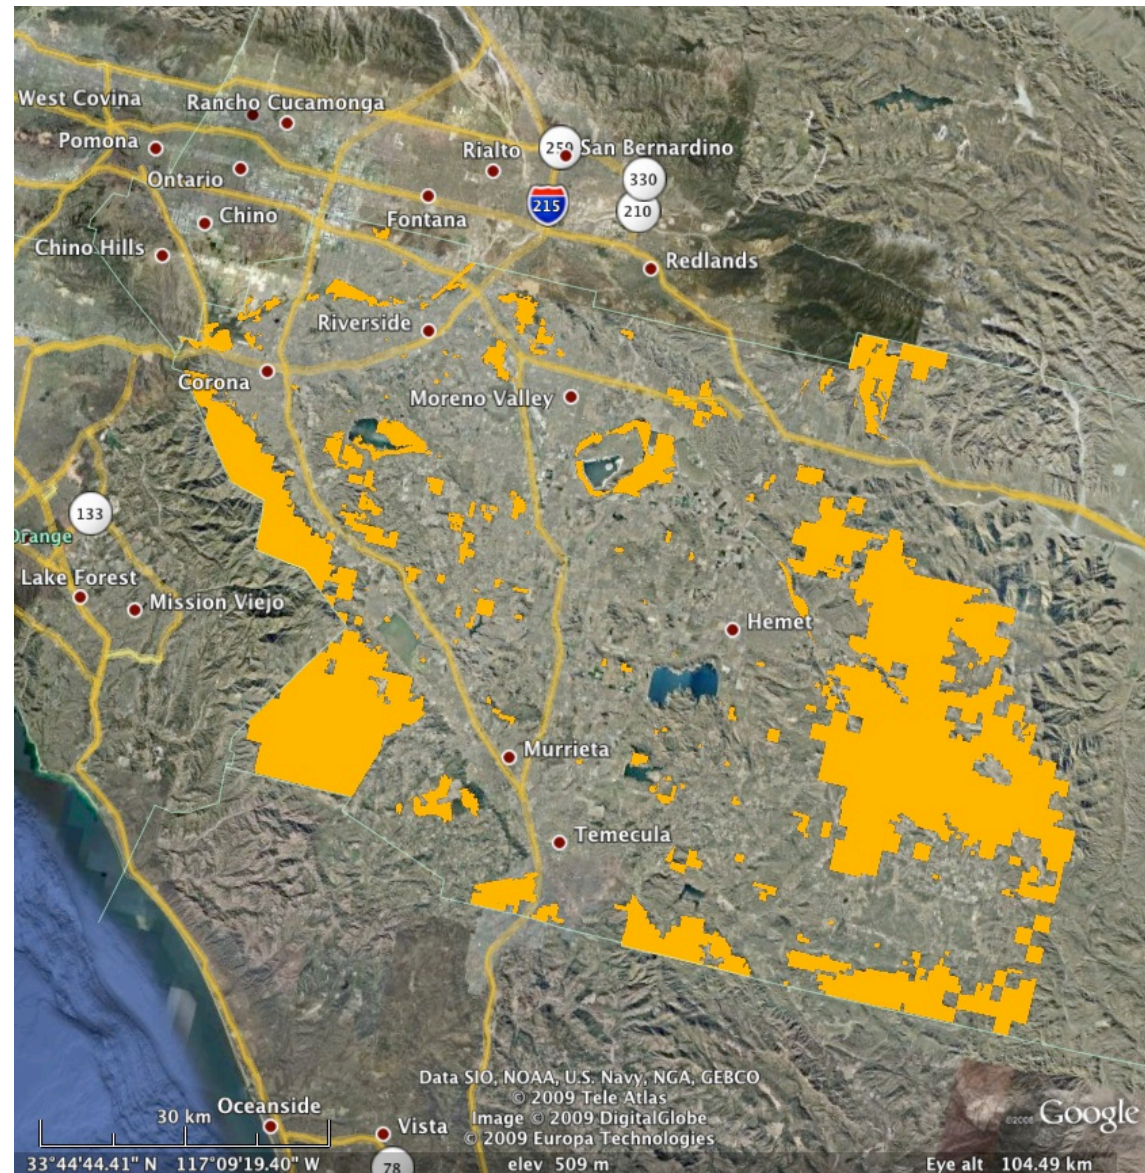 West Covina
Rancho Cucamonga
Pomona
Rialto
259
San Bernardino
Ontario
330
215
210
Chino
Fontana
Chino Hills
Redlands
Riverside
Corona
Moreno Valley
133
Orange
Lake Forest
Mission Viejo
Hemet
Murrieta
Temecula
Data SIO, NOAA, U.S. Navy, NGA, GEBCO
© 2009 Tele Atlas
Image © 2009 DigitalGlobe
© 2009 Europa Technologies
30 km
Oceanside
Vista
©2008 Google
78
33°44'44.41" N 117°09'19.40" W
elev 509 m
Eye alt 104.49 km